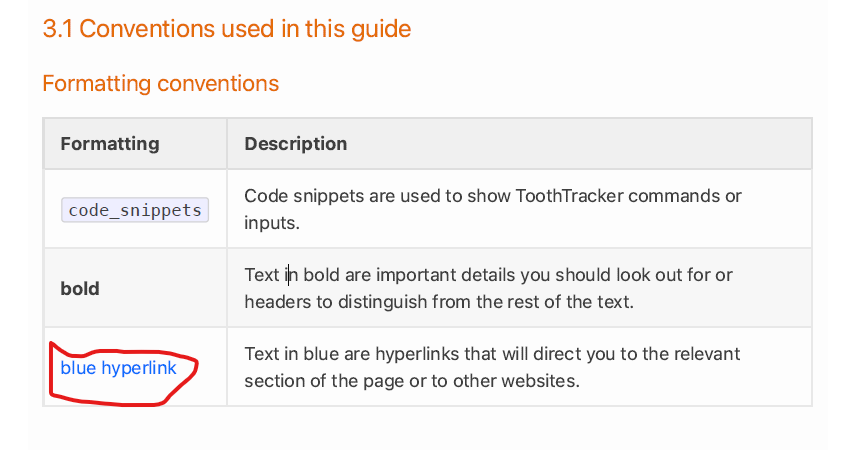 3.1 Conventions used in this guide
Formatting conventions
Formatting Description
code_snippets Code snippets are used to show ToothTracker commands or
inputs.
bold Text in bold are important details you should look out for or
headers to distinguish from the rest of the text.
blue hyperlink Text in blue are hyperlinks that will direct you to the relevant
section of the page or to other websites.